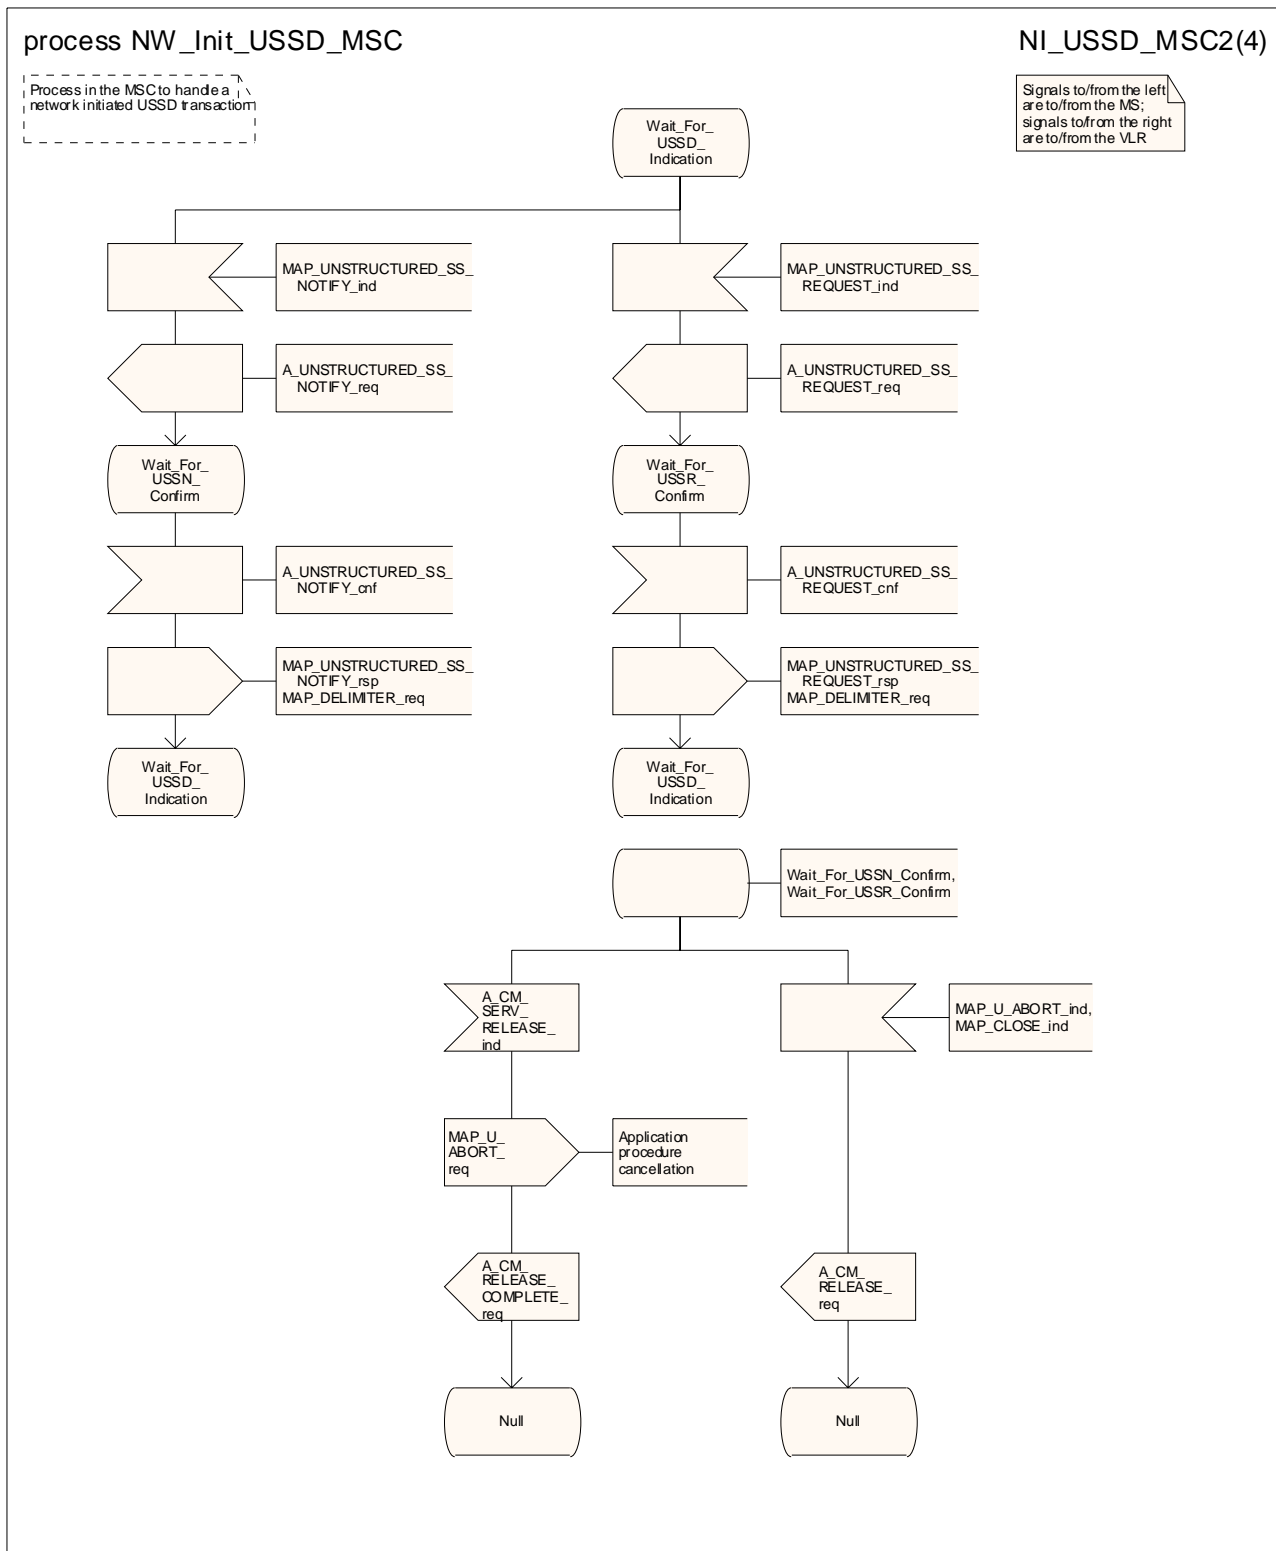 process NW_Init_USSD_MSC
NI_USSD_MSC2(4)
Process in the MSC to handle a
network initiated USSD transaction
Signals to/from the left
are to/from the MS;
signals to/from the right
are to/from the VLR
Wait_For_
USSD_
Indication
MAP_UNSTRUCTURED_SS_
NOTIFY_ind
MAP_UNSTRUCTURED_SS_
REQUEST_ind
A_UNSTRUCTURED_SS_
NOTIFY_req
A_UNSTRUCTURED_SS_
REQUEST_req
Wait_For_
USSN_
Confirm
Wait_For_
USSR_
Confirm
A_UNSTRUCTURED_SS_
NOTIFY_cnf
A_UNSTRUCTURED_SS_
REQUEST_cnf
MAP_UNSTRUCTURED_SS_
NOTIFY_rsp
MAP_DELIMITER_req
MAP_UNSTRUCTURED_SS_
REQUEST_rsp
MAP_DELIMITER_req
Wait_For_
USSD_
Indication
Wait_For_
USSD_
Indication
Wait_For_USSN_Confirm,
Wait_For_USSR_Confirm
A_CM_
SERV_
RELEASE_
ind
MAP_U_ABORT_ind,
MAP_CLOSE_ind
MAP_U_
ABORT_
req
Application
procedure
cancellation
A_CM_
RELEASE_
COMPLETE_
req
A_CM_
RELEASE_
req
Null
Null